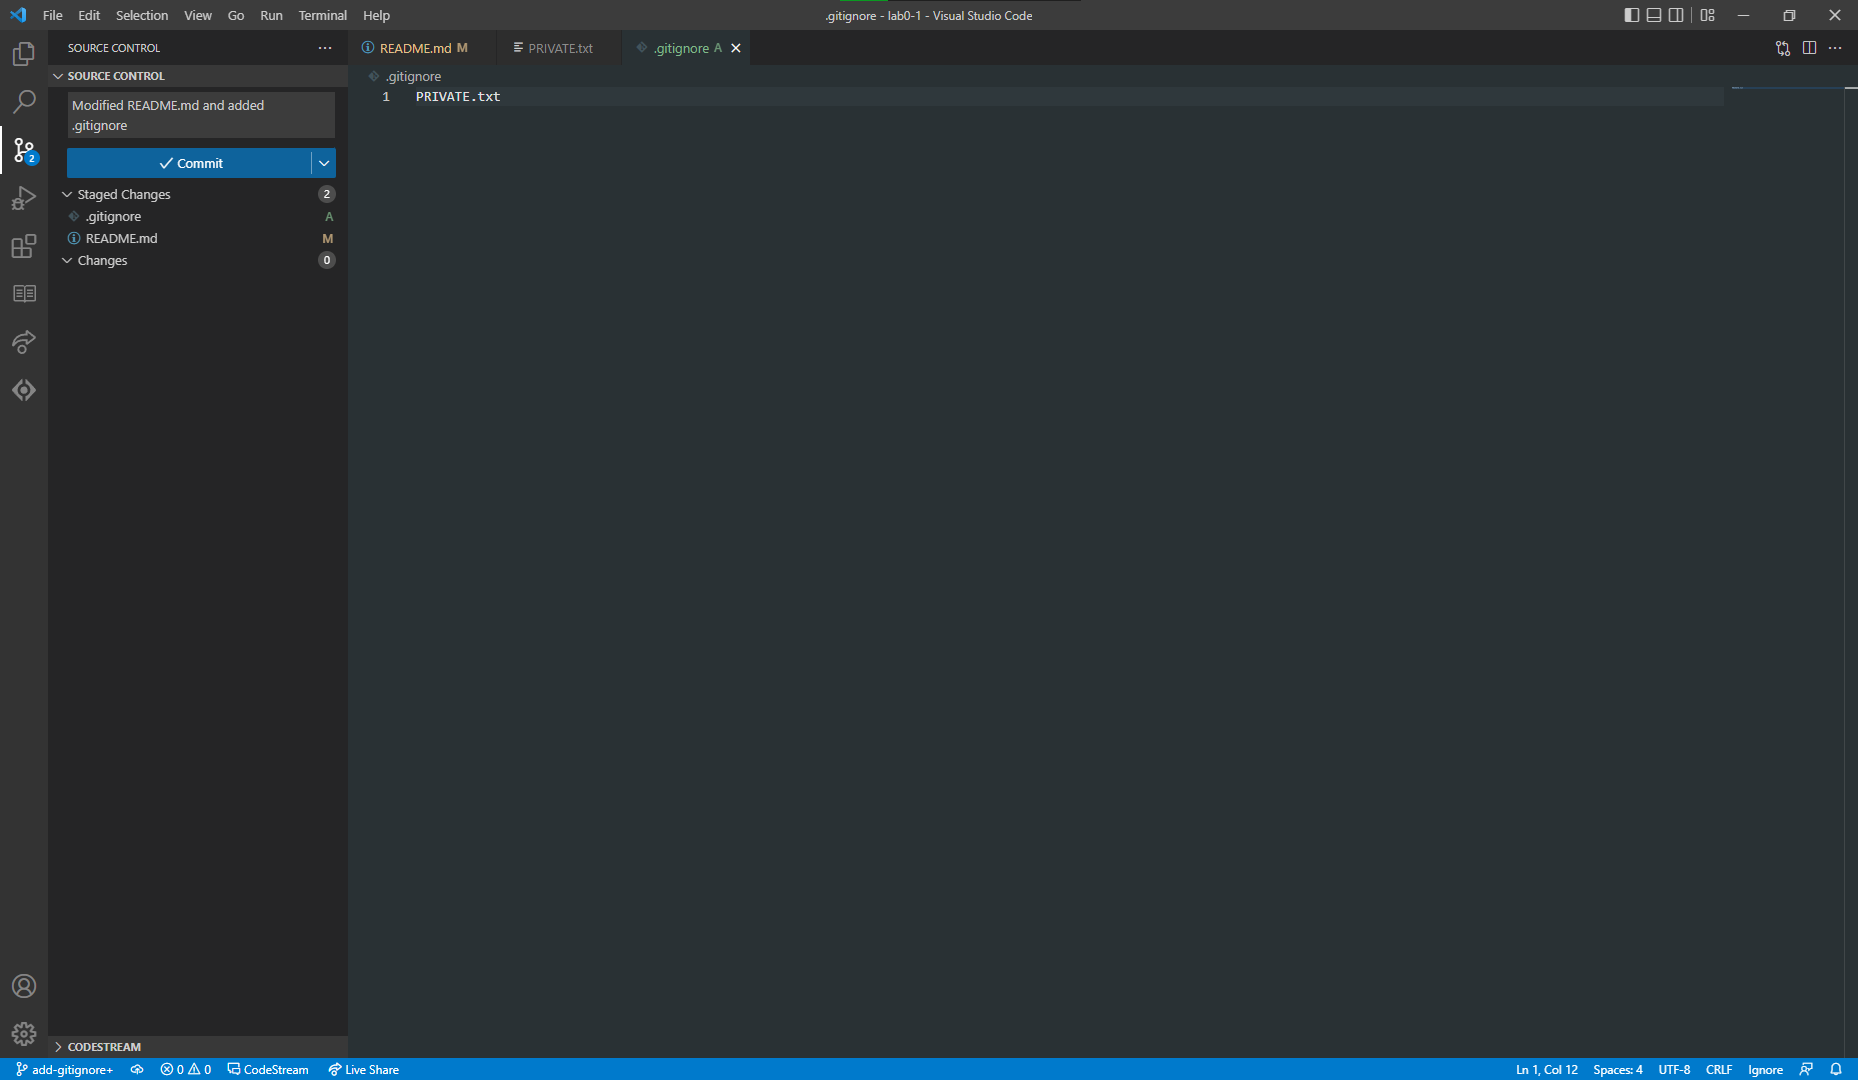 File Edit Selection View Go Run Terminal Help
.gitignore - lab0-1 - Visual Studio Code
SOURCE CONTROL
README.md M
PRIVATE.txt
.gitignore A
SOURCE CONTROL
.gitignore
Modified README.md and added
.gitignore
1 PRIVATE.txt
2
Commit
Staged Changes 2
.gitignore A
README.md M
Changes 0
CODESTREAM
add-gitignore+ 0 0 CodeStream Live Share
Ln 1, Col 12 Spaces: 4 UTF-8 CRLF Ignore